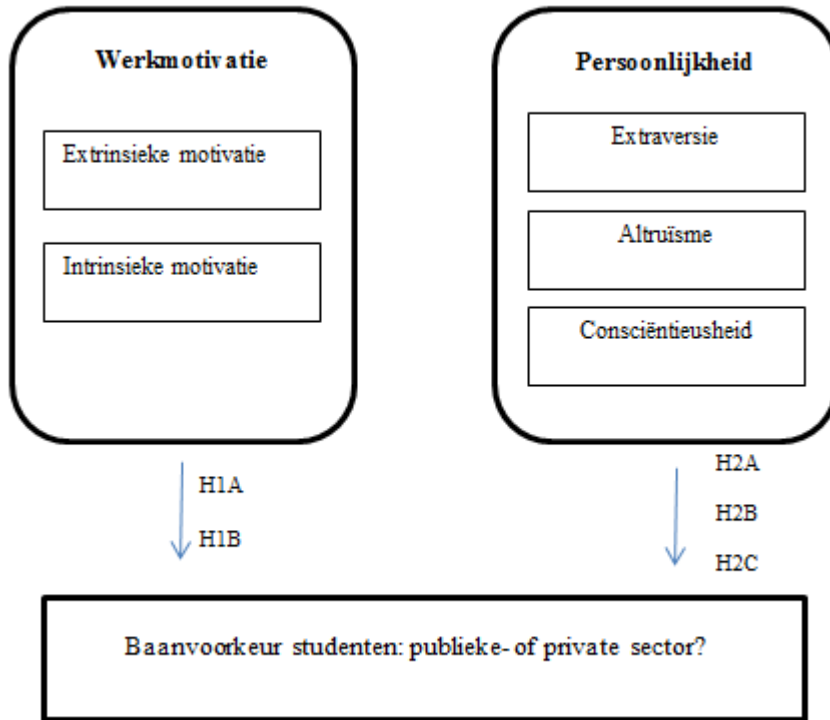 Werkmotivatie
Extrinsieke motivatie
Intrinsieke motivatie
Persoonlijkheid
Extraversie
Altruïsme
Consciëntieusheid
H1A
H1B
H2A
H2B
H2C
Baanvoorkeur studenten: publieke- of private sector?